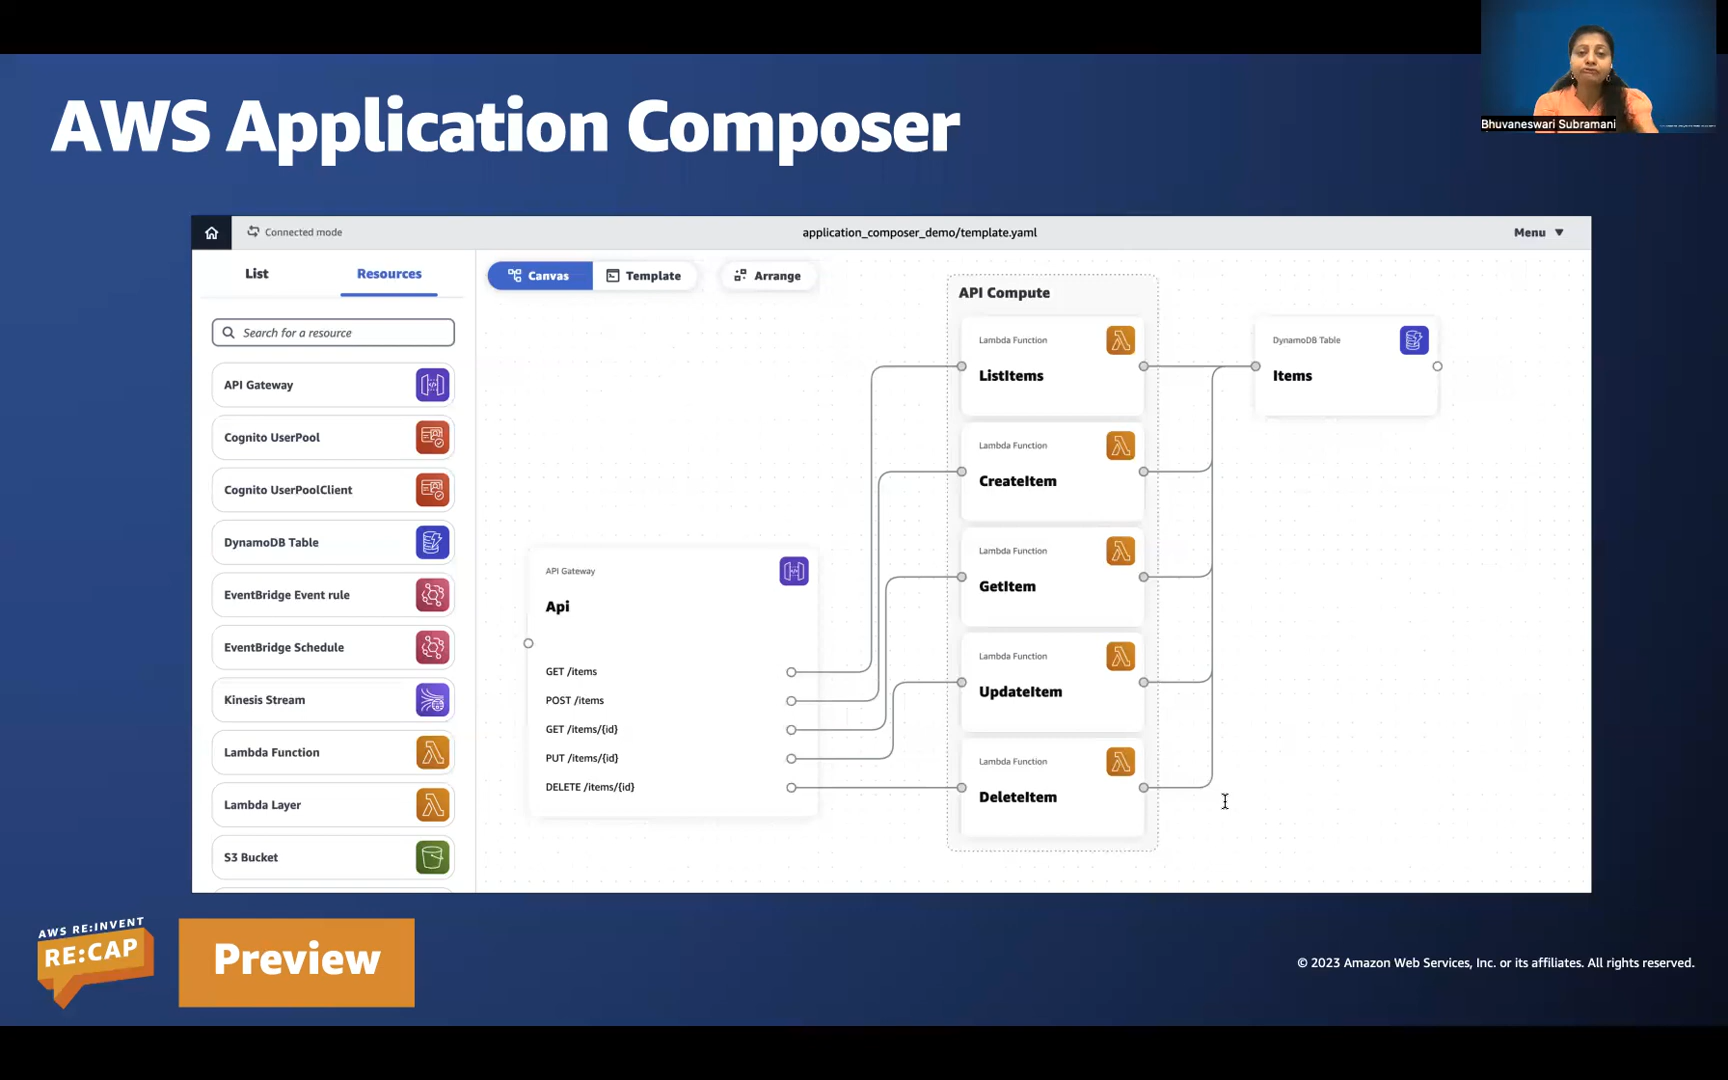 AWS Application Composer
Bhuvaneswari Subramani
Connected mode
application_composer_demo/template.yaml
Menu
List
Resources
Canvas
Template
Arrange
Search for a resource
API Gateway
Cognito UserPool
Cognito UserPoolClient
DynamoDB Table
EventBridge Event rule
EventBridge Schedule
Kinesis Stream
Lambda Function
Lambda Layer
S3 Bucket
API Gateway
Api
GET /items
POST /items
GET /items/{id}
PUT /items/{id}
DELETE /items/{id}
API Compute
Lambda Function
ListItems
Lambda Function
CreateItem
Lambda Function
GetItem
Lambda Function
UpdateItem
Lambda Function
DeleteItem
DynamoDB Table
Items
AWS RE:INVENT
RE:CAP
Preview
© 2023 Amazon Web Services, Inc. or its affiliates. All rights reserved.